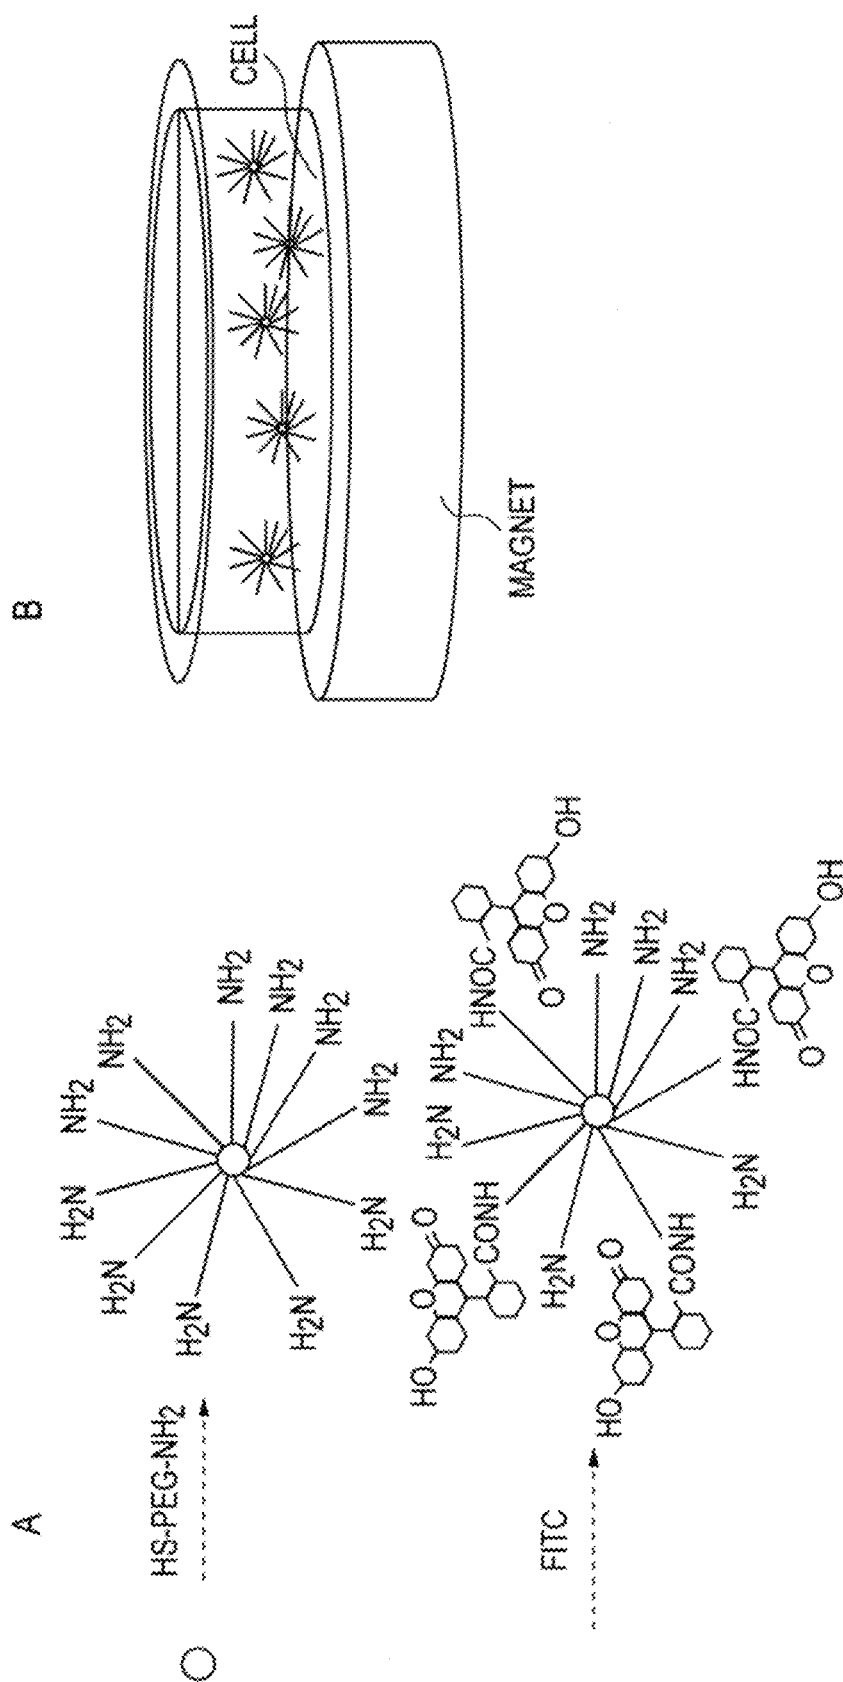 A
HS-PEG-NH2
H2N
NH2
H2N
NH2
H2N
NH2
NH2
H2N
NH2
H2N
NH2
FITC
HO
O
O
H2N
NH2
CONH
HNOC
O
O
OH
H2N
NH2
HO
O
O
NH2
CONH
NH2
H2N
HNOC
O
O
OH
B
CELL
MAGNET